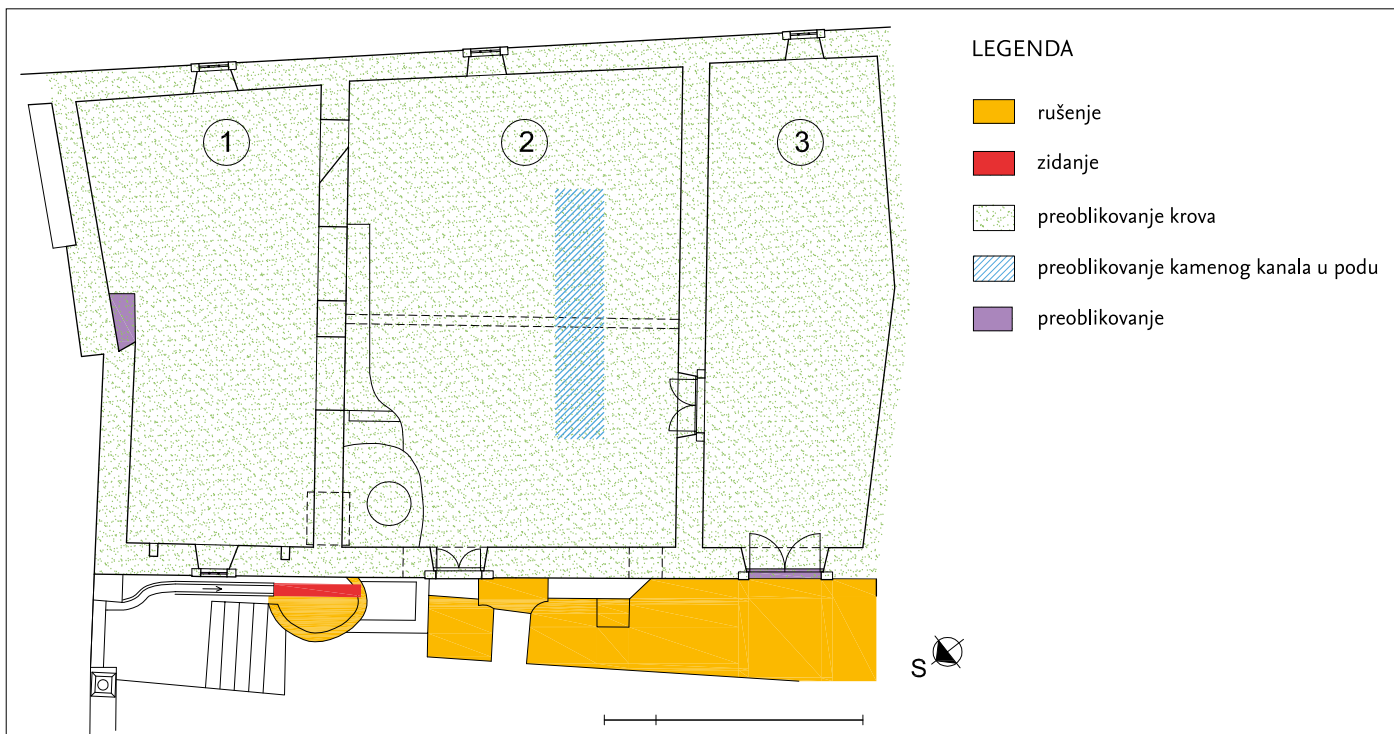 1
2
3
LEGENDA
rušenje
zidanje
preoblikovanje krova
preoblikovanje kamenog kanala u podu
preoblikovanje
S